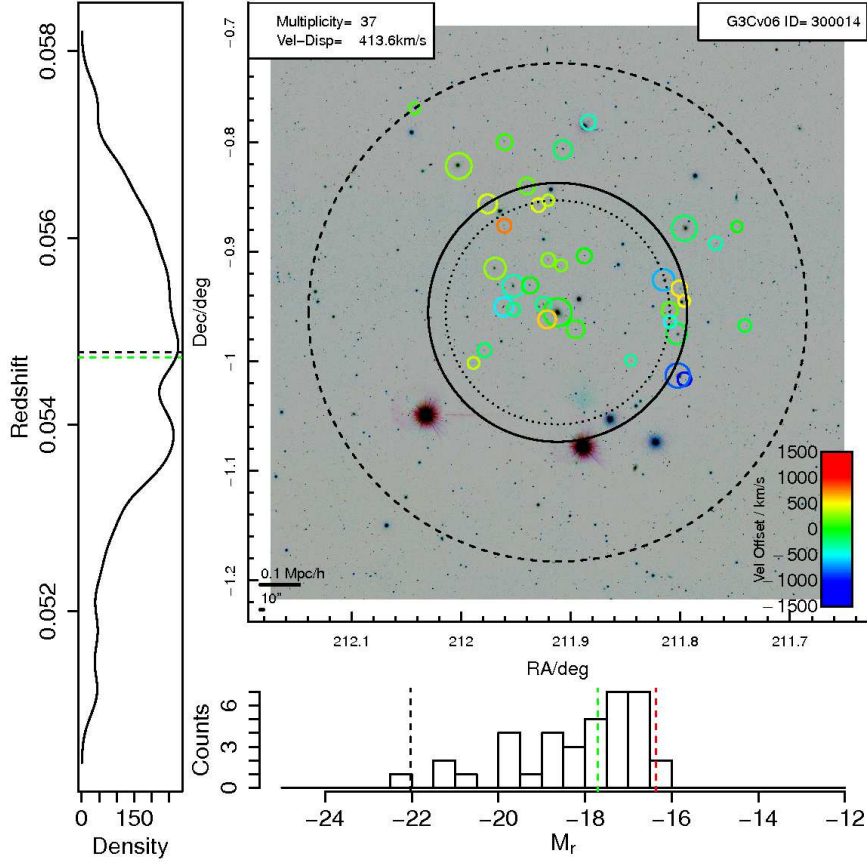 Multiplicity= 37
Vel-Disp= 413.6km/s
G3Cv06 ID= 300014
0.058
0.056
0.054
0.052
Redshift
0 150
Density
−0.7
−0.8
−0.9
−1
−1.1
−1.2
Dec/deg
0.1 Mpc/h
10"
1500
1000
500
0
−500
−1000
−1500
Vel Offset / km/s
212.1 212 211.9 211.8 211.7
RA/deg
6
3
0
Counts
−24 −22 −20 −18 −16 −14 −12
Mr